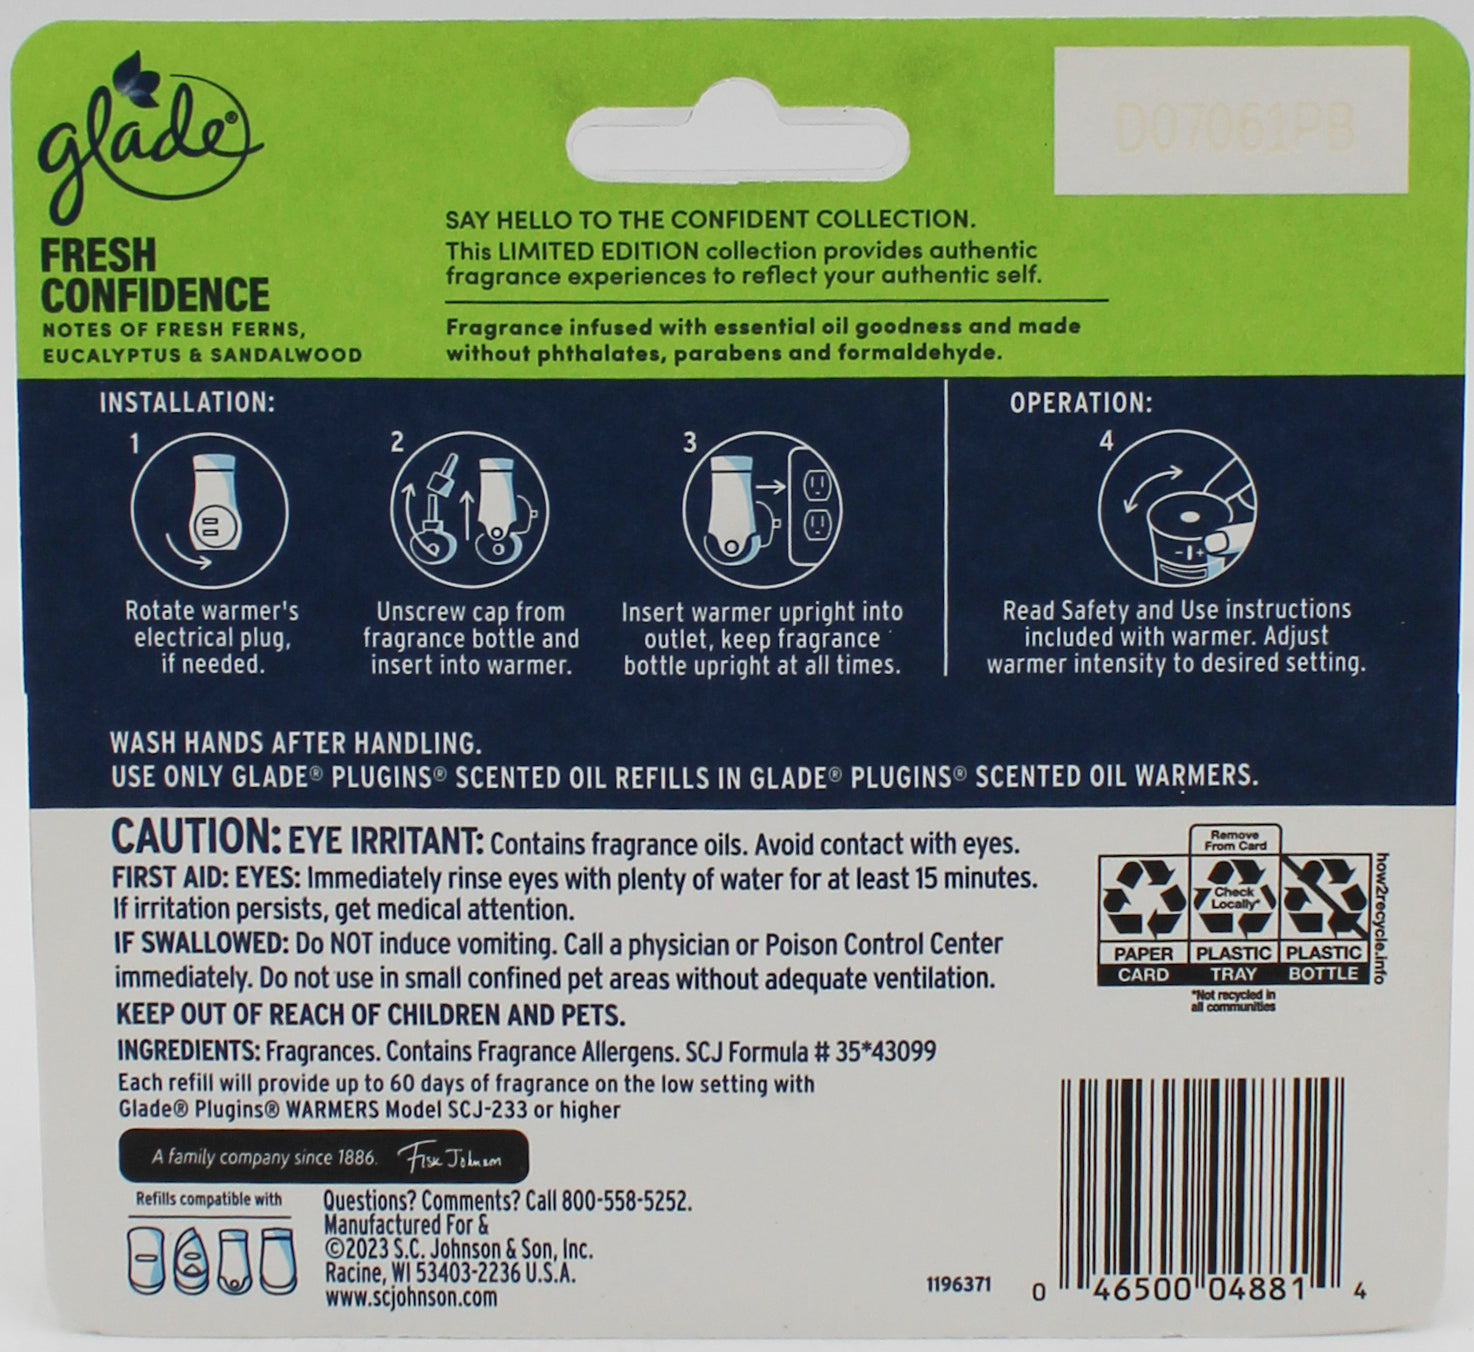 glade®
D07061PB
FRESH
CONFIDENCE
NOTES OF FRESH FERNS,
EUCALYPTUS & SANDALWOOD
SAY HELLO TO THE CONFIDENT COLLECTION.
This LIMITED EDITION collection provides authentic
fragrance experiences to reflect your authentic self.
Fragrance infused with essential oil goodness and made
without phthalates, parabens and formaldehyde.
INSTALLATION:
1
Rotate warmer's
electrical plug,
if needed.
2
Unscrew cap from
fragrance bottle and
insert into warmer.
3
Insert warmer upright into
outlet, keep fragrance
bottle upright at all times.
OPERATION:
4
Read Safety and Use instructions
included with warmer. Adjust
warmer intensity to desired setting.
WASH HANDS AFTER HANDLING.
USE ONLY GLADE® PLUGINS® SCENTED OIL REFILLS IN GLADE® PLUGINS® SCENTED OIL WARMERS.
CAUTION: EYE IRRITANT: Contains fragrance oils. Avoid contact with eyes.
FIRST AID: EYES: Immediately rinse eyes with plenty of water for at least 15 minutes.
If irritation persists, get medical attention.
IF SWALLOWED: Do NOT induce vomiting. Call a physician or Poison Control Center
immediately. Do not use in small confined pet areas without adequate ventilation.
KEEP OUT OF REACH OF CHILDREN AND PETS.
INGREDIENTS: Fragrances. Contains Fragrance Allergens. SCJ Formula # 35*43099
Each refill will provide up to 60 days of fragrance on the low setting with
Glade® Plugins® WARMERS Model SCJ-233 or higher
A family company since 1886. Fisk Johnson
Refills compatible with
Questions? Comments? Call 800-558-5252.
Manufactured For &
©2023 S.C. Johnson & Son, Inc.
Racine, WI 53403-2236 U.S.A.
www.scjohnson.com
Remove
From Card
Check
Locally*
PAPER PLASTIC PLASTIC
CARD TRAY BOTTLE
*Not recycled in
all communities
how2recycle.info
1196371
0 46500 04881 4